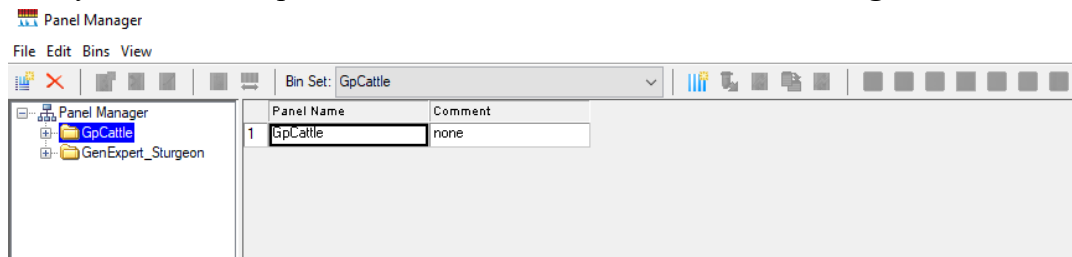 Panel Manager
File Edit Bins View
Bin Set: GpCattle
Panel Manager
GpCattle
GenExpert_Sturgeon
Panel Name Comment
1 GpCattle none